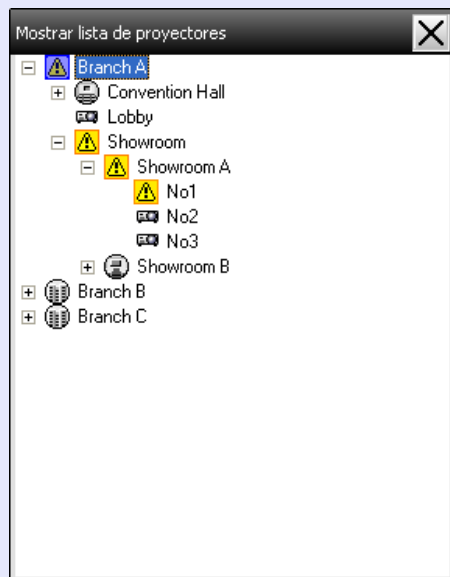 Mostrar lista de proyectores
Branch A
Convention Hall
Lobby
Showroom
Showroom A
No1
No2
No3
Showroom B
Branch B
Branch C